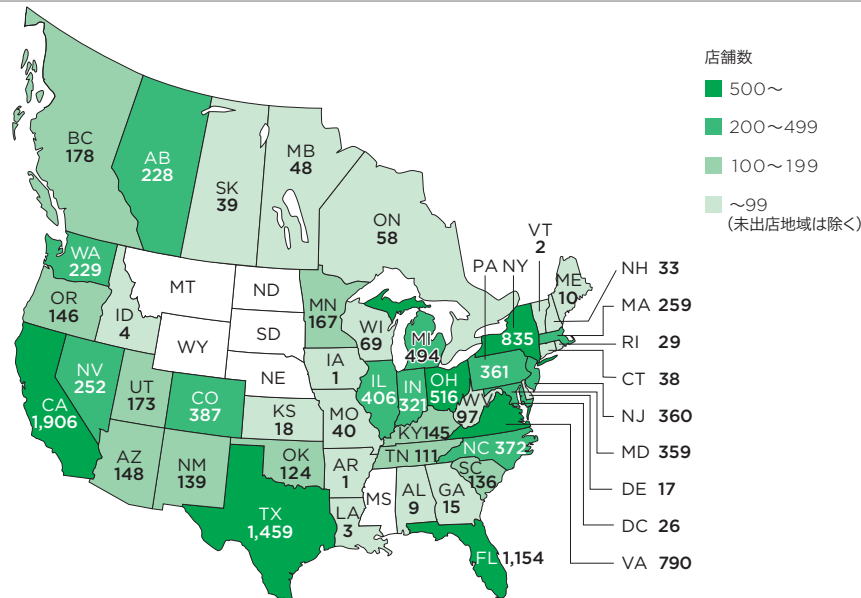 店舗数
500～
200～499
100～199
～99
(未出店地域は除く)
BC
178
AB
228
SK
39
MB
48
ON
58
VT
2
PA NY
ME
10
NH 33
MA 259
RI 29
CT 38
NJ 360
MD 359
DE 17
DC 26
VA 790
WA
229
OR
146
ID
4
MT
ND
MN
167
WI
69
MI
494
835
361
WY
SD
NE
IA
1
IL
406
IN
321
OH
516
WV
97
CA
1,906
NV
252
UT
173
CO
387
KS
18
MO
40
KY 145
NC 372
TN 111
SC
136
AZ
148
NM
139
OK
124
AR
1
MS
AL
9
GA
15
TX
1,459
LA
3
FL 1,154